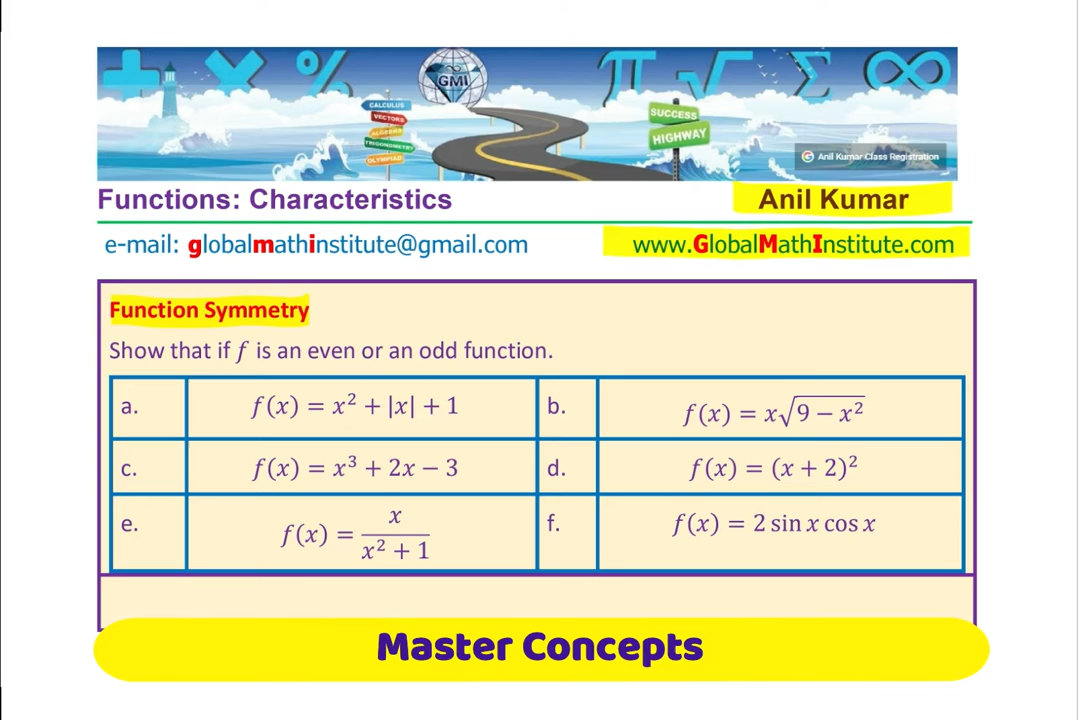 GMI
CALCULUS
VECTORS
ALGEBRA
TRIGONOMETRY
OLYMPIAD
SUCCESS
HIGHWAY
Anil Kumar Class Registration
Functions: Characteristics
Anil Kumar
e-mail: globalmathinstitute@gmail.com
www.GlobalMathInstitute.com
Function Symmetry
Show that if f is an even or an odd function.
a. f(x) = x² + |x| + 1 b. f(x) = x√(9 − x²)
c. f(x) = x³ + 2x − 3 d. f(x) = (x + 2)²
e. f(x) = x/(x² + 1) f. f(x) = 2 sin x cos x
Master Concepts